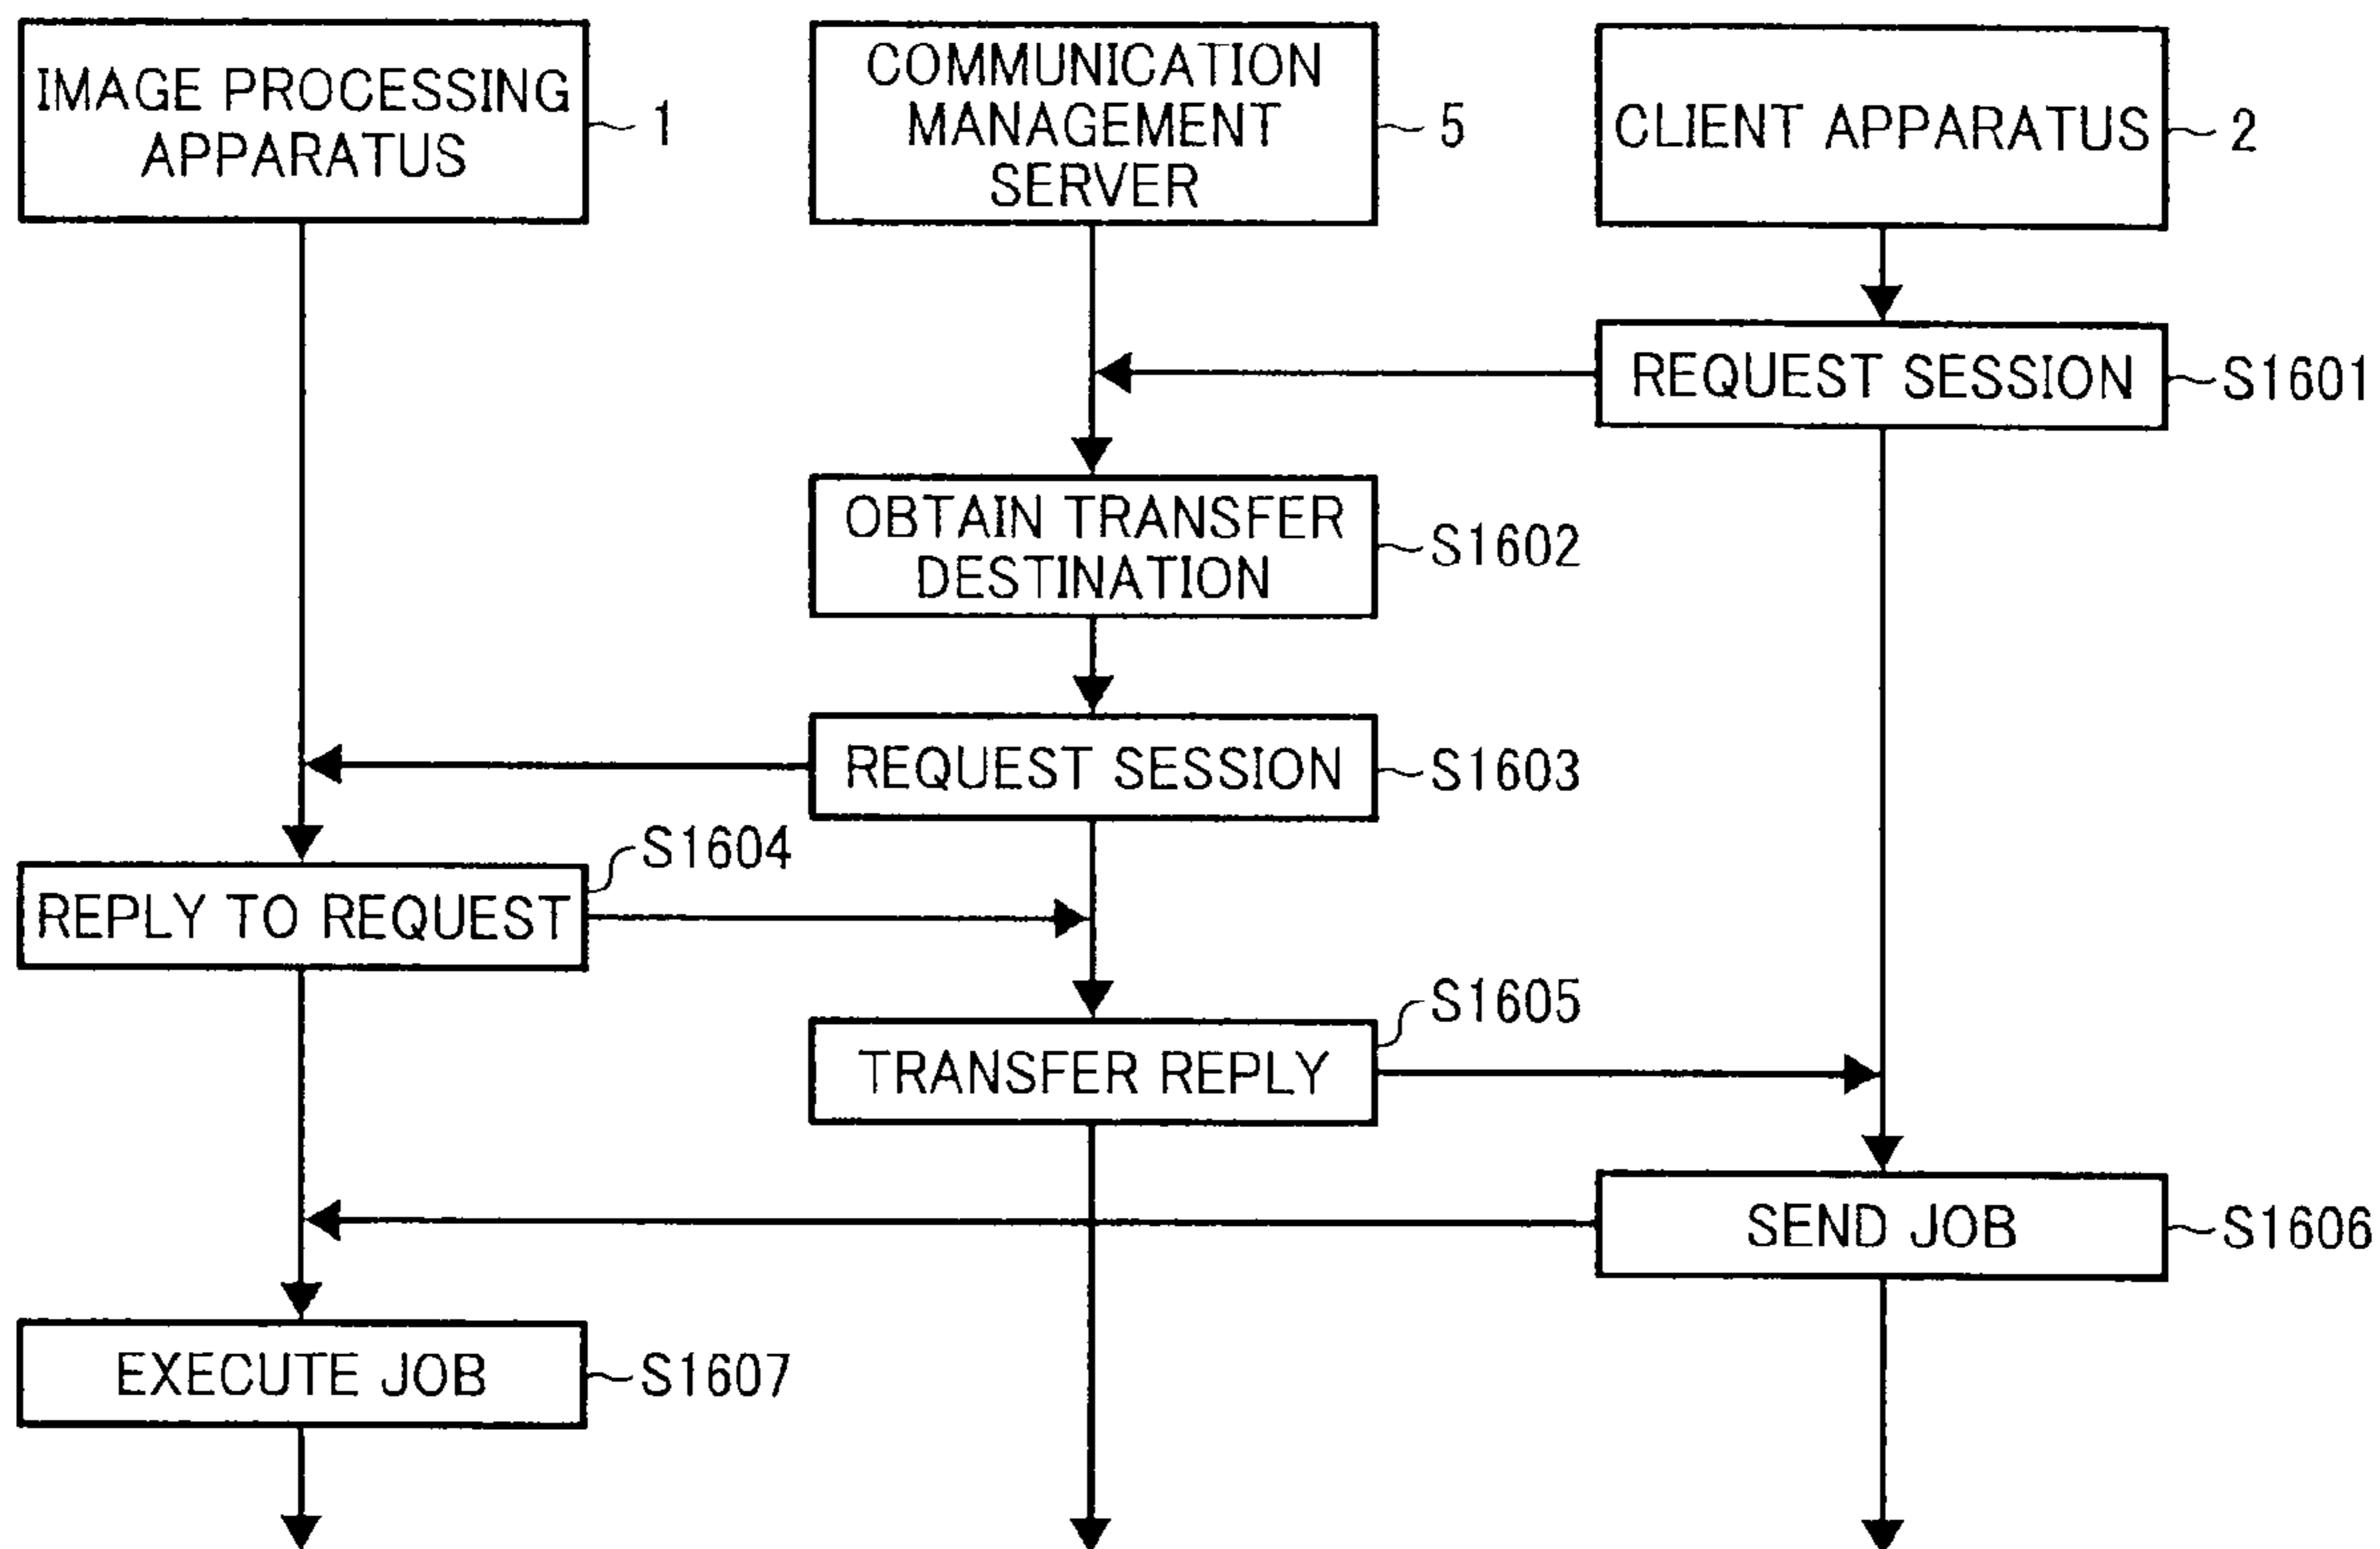 IMAGE PROCESSING
APPARATUS
1
COMMUNICATION
MANAGEMENT
SERVER
5
CLIENT APPARATUS
2
REQUEST SESSION
S1601
OBTAIN TRANSFER
DESTINATION
S1602
REQUEST SESSION
S1603
REPLY TO REQUEST
S1604
TRANSFER REPLY
S1605
SEND JOB
S1606
EXECUTE JOB
S1607